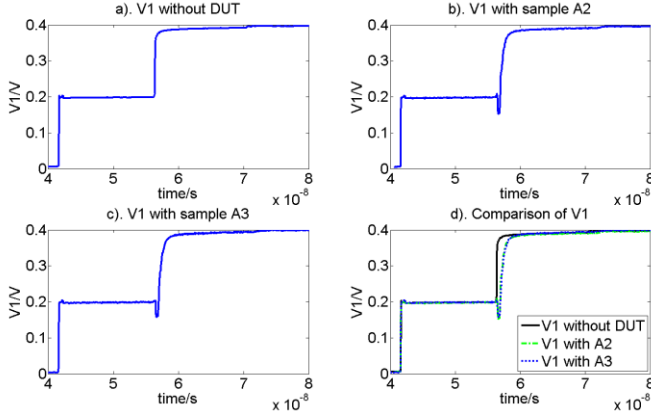 a). V1 without DUT
0.4
0.3
0.2
0.1
0
V1/V
4 5 6 7 8
time/s
x 10⁻⁸
b). V1 with sample A2
0.4
0.3
0.2
0.1
0
V1/V
4 5 6 7 8
time/s
x 10⁻⁸
c). V1 with sample A3
0.4
0.3
0.2
0.1
0
V1/V
4 5 6 7 8
time/s
x 10⁻⁸
d). Comparison of V1
0.4
0.3
0.2
0.1
0
V1/V
V1 without DUT
V1 with A2
V1 with A3
4 5 6 7 8
time/s
x 10⁻⁸